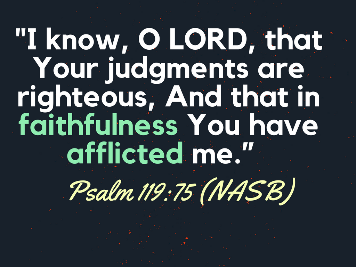 "I know, O LORD, that
Your judgments are
righteous, And that in
faithfulness You have
afflicted me.”
Psalm 119:75 (NASB)